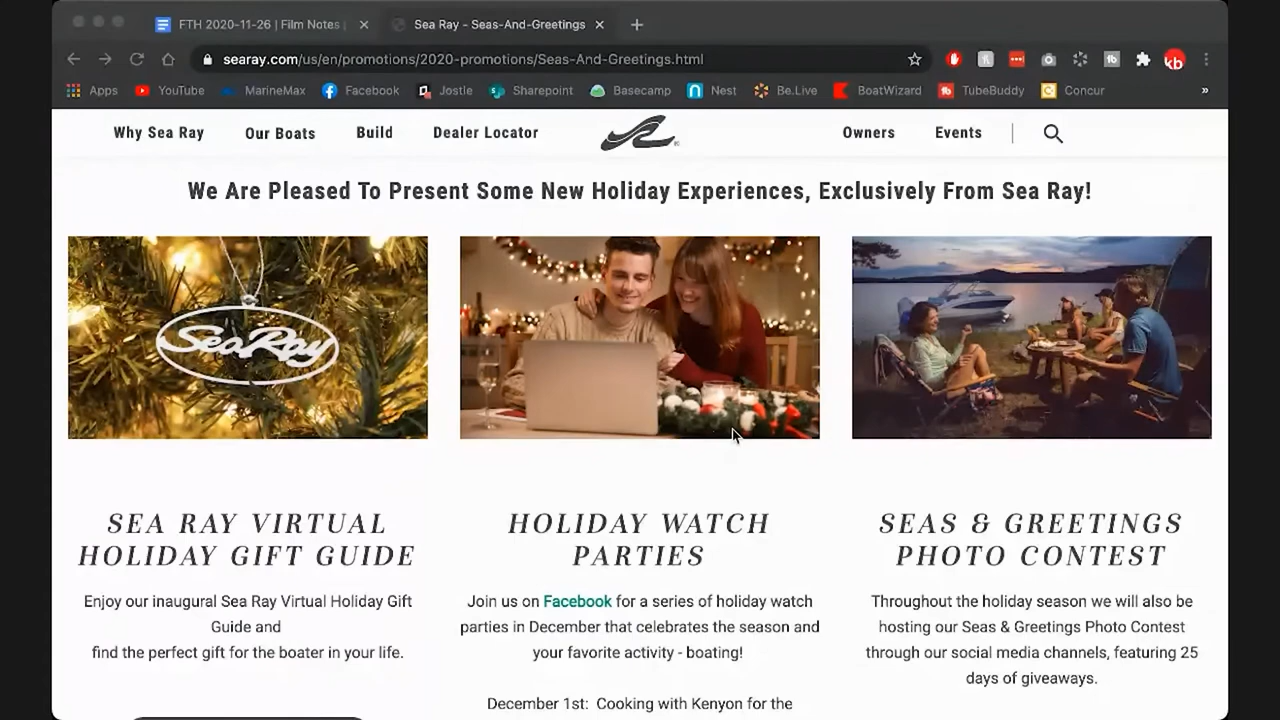 FTH 2020-11-26 | Film Notes
Sea Ray - Seas-And-Greetings
searay.com/us/en/promotions/2020-promotions/Seas-And-Greetings.html
kb
Apps YouTube MarineMax Facebook Jostle Sharepoint Basecamp Nest Be.Live BoatWizard TubeBuddy Concur »
Why Sea Ray Our Boats Build Dealer Locator Owners Events
We Are Pleased To Present Some New Holiday Experiences, Exclusively From Sea Ray!
SeaRay
SEA RAY VIRTUAL
HOLIDAY GIFT GUIDE
Enjoy our inaugural Sea Ray Virtual Holiday Gift
Guide and
find the perfect gift for the boater in your life.
HOLIDAY WATCH
PARTIES
Join us on Facebook for a series of holiday watch
parties in December that celebrates the season and
your favorite activity - boating!
December 1st: Cooking with Kenyon for the
SEAS & GREETINGS
PHOTO CONTEST
Throughout the holiday season we will also be
hosting our Seas & Greetings Photo Contest
through our social media channels, featuring 25
days of giveaways.